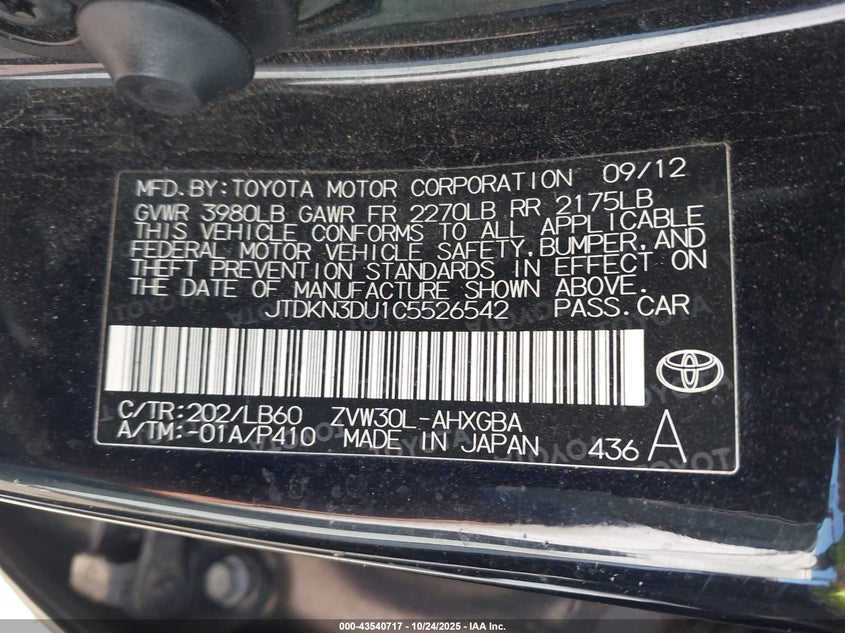 MFD.BY:TOYOTA MOTOR CORPORATION 09/12
GVWR 3980LB GAWR FR 2270LB RR 2175LB
THIS VEHICLE CONFORMS TO ALL APPLICABLE
FEDERAL MOTOR VEHICLE SAFETY,BUMPER,AND
THEFT PREVENTION STANDARDS IN EFFECT ON
THE DATE OF MANUFACTURE SHOWN ABOVE.
JTDKN3DU1C5526542 PASS.CAR
C/TR:202/LB60 ZVW30L-AHXGBA
A/TM:-01A/P410 MADE IN JAPAN 436 A
000-43540717 - 10/24/2025 - IAA Inc.